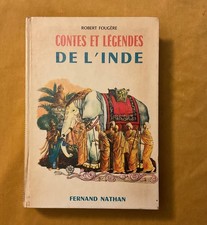 ROBERT FOUGÈRE
CONTES ET LÉGENDES
DE L'INDE
FERNAND NATHAN